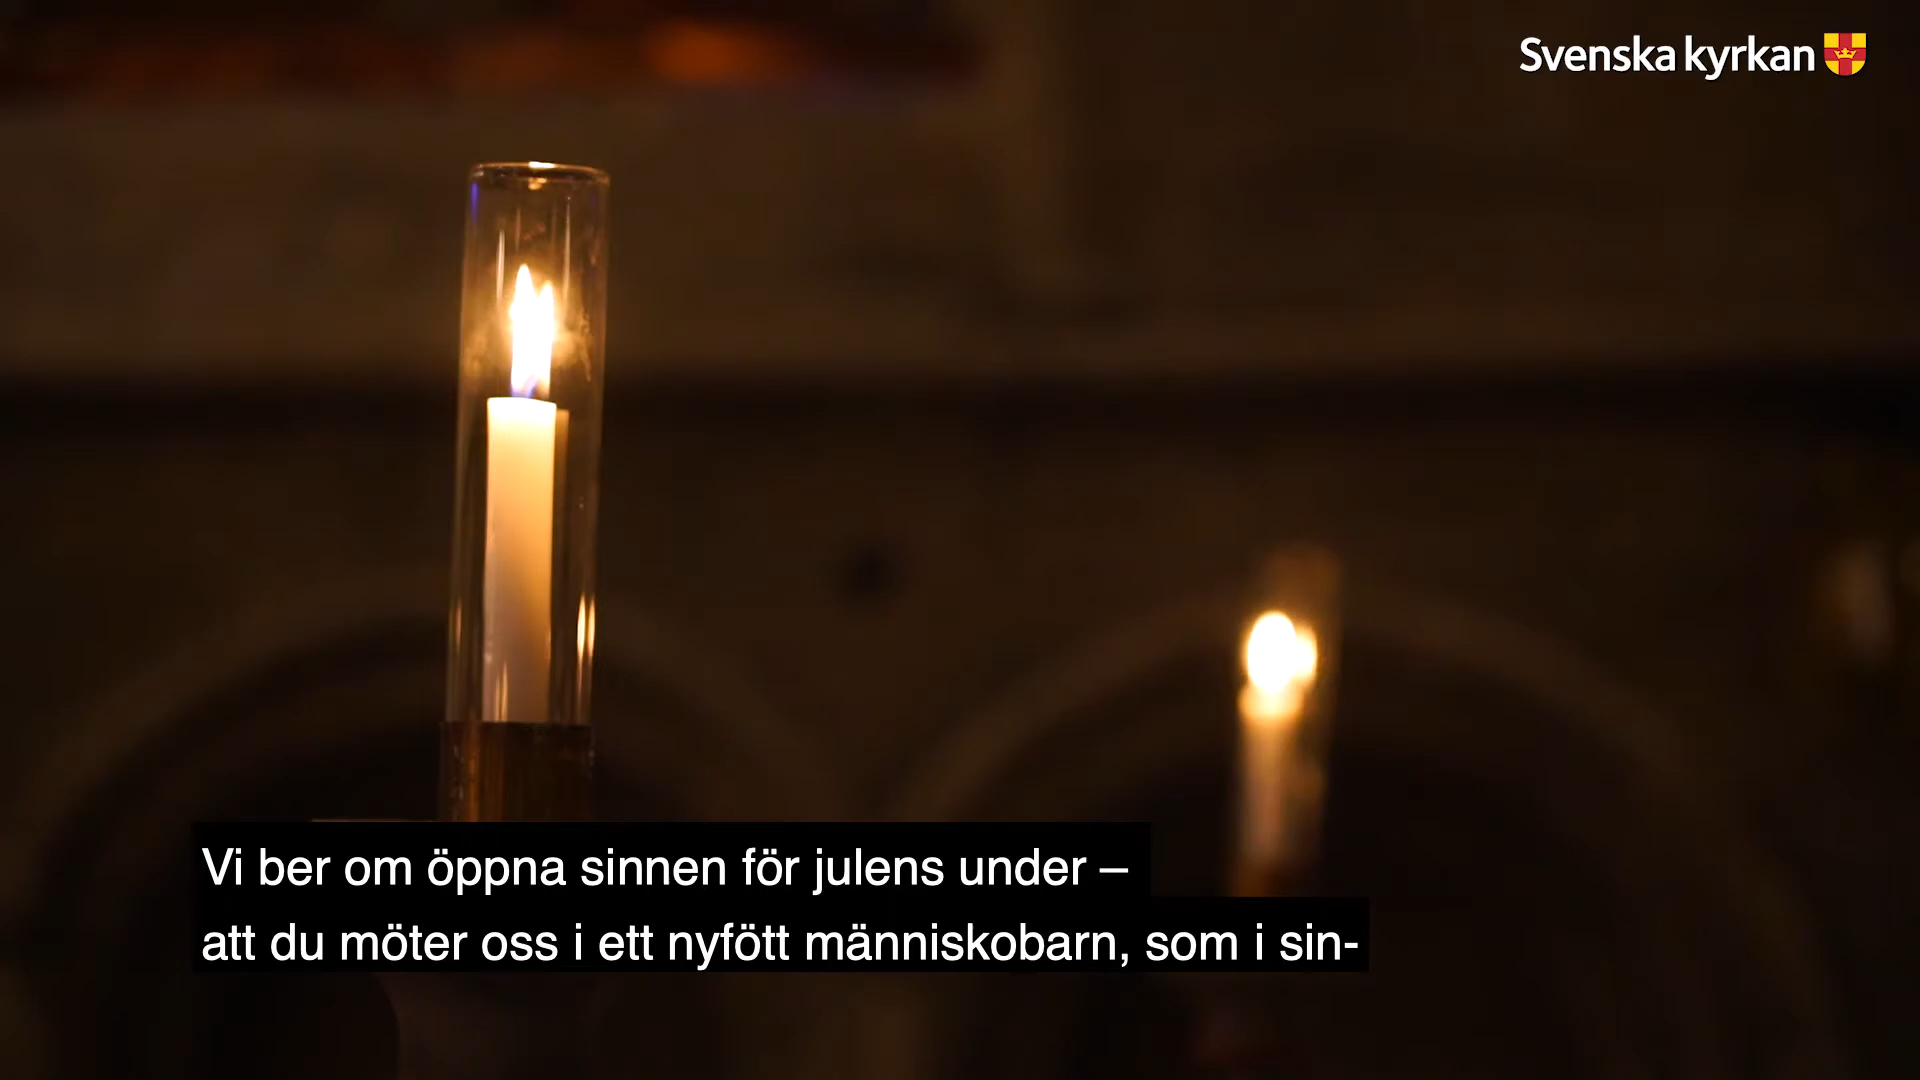 Svenska kyrkan
Vi ber om öppna sinnen för julens under –
att du möter oss i ett nyfött människobarn, som i sin-